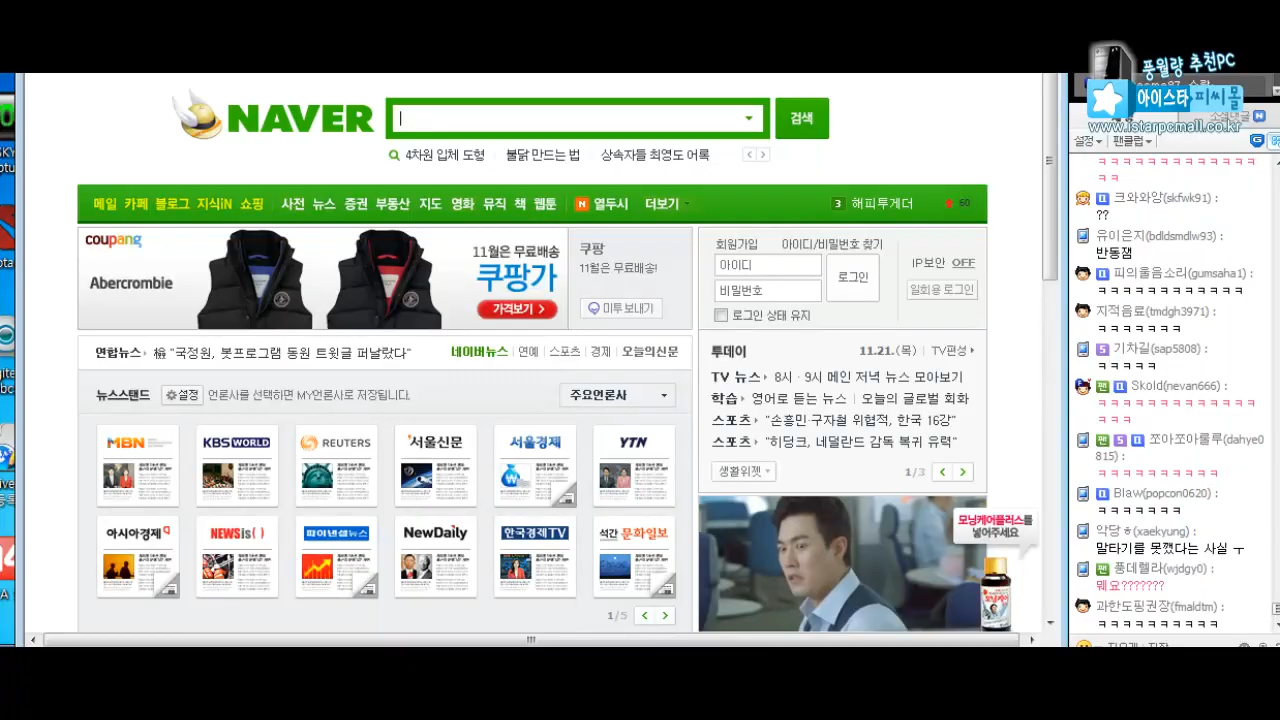 풍월량 추천PC
아이스타피씨몰
www.istarpcmall.co.kr
NAVER
검색
4차원 입체 도형 불닭 만드는 법 상속자들 최영도 어록
메일 카페 블로그 지식iN 쇼핑 사전 뉴스 증권 부동산 지도 영화 뮤직 책 웹툰 N 열두시 더보기
3 해피투게더 60
coupang
Abercrombie
11월은 무료배송
쿠팡가
가격보기
쿠팡
11월은 무료배송!
미투보내기
회원가입 아이디/비밀번호 찾기
아이디
비밀번호
로그인
로그인 상태 유지
IP보안 OFF
일회용 로그인
연합뉴스 檢 "국정원, 봇프로그램 동원 트윗글 퍼날랐다"
네이버뉴스 연예 스포츠 경제 오늘의신문
뉴스스탠드 설정 언론사를 선택하면 MY언론사로 저장됩니다.
주요언론사
MBN KBS WORLD REUTERS 서울신문 서울경제 YTN
아시아경제 NEWSis() 파이낸셜뉴스 NewDaily 한국경제TV 석간 문화일보
1/5
투데이 11.21.(목) TV편성
TV 뉴스 8시 · 9시 메인 저녁 뉴스 모아보기
학습 영어로 듣는 뉴스 오늘의 글로벌 회화
스포츠 "손흥민·구자철 위협적, 한국 16강"
스포츠 "히딩크, 네덜란드 감독 복귀 유력"
생활위젯
1/3
모닝케어플러스를
넣어주세요
모닝케어
설정 팬클럽
ㅋㅋㅋㅋㅋㅋㅋㅋㅋㅋㅋㅋ
ㅋㅋ
크와와앙(skfwk91) :
??
유이은지(bdldsmdlw93) :
반동잼
피의울음소리(gumsaha1) :
ㅋㅋㅋㅋㅋㅋㅋㅋㅋㅋㅋ
지적음료(tmdgh3971) :
ㅋㅋㅋㅋㅋㅋㅋ
S 기차길(sap5808) :
ㅋㅋㅋㅋㅋ
팬 Skold(nevan666) :
ㅋㅋㅋㅋㅋㅋㅋㅋㅋㅋㅋㅋ
ㅋㅋㅋ
팬 S 쪼아쪼아룰루(dahye0
815) :
ㅋㅋㅋㅋㅋㅋㅋㅋㅋㅋ
Blaw(popcon0620) :
ㅋㅋㅋㅋㅋㅋㅋ
악당ㅎ(xaekyung) :
말타기를 못깼다는 사실 ㅜ
팬 풍데렐라(wjdgy0) :
뭬요???????
과한도핑권장(fmaldtm) :
ㅋㅋㅋㅋㅋㅋㅋㅋㅋㅋ